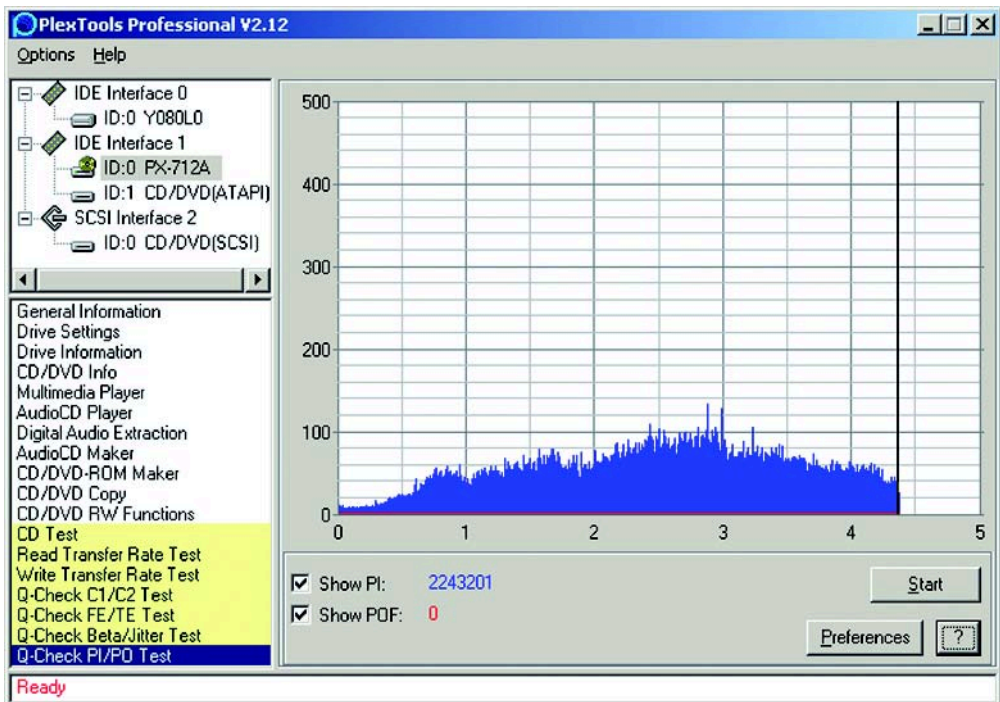 PlexTools Professional V2.12
Options Help
IDE Interface 0
ID:0 Y080L0
IDE Interface 1
ID:0 PX-712A
ID:1 CD/DVD(ATAPI)
SCSI Interface 2
ID:0 CD/DVD(SCSI)
General Information
Drive Settings
Drive Information
CD/DVD Info
Multimedia Player
AudioCD Player
Digital Audio Extraction
AudioCD Maker
CD/DVD-ROM Maker
CD/DVD Copy
CD/DVD RW Functions
CD Test
Read Transfer Rate Test
Write Transfer Rate Test
Q-Check C1/C2 Test
Q-Check FE/TE Test
Q-Check Beta/Jitter Test
Q-Check PI/PO Test
500
400
300
200
100
0
0 1 2 3 4 5
Show PI: 2243201
Show POF: 0
Start
Preferences ?
Ready